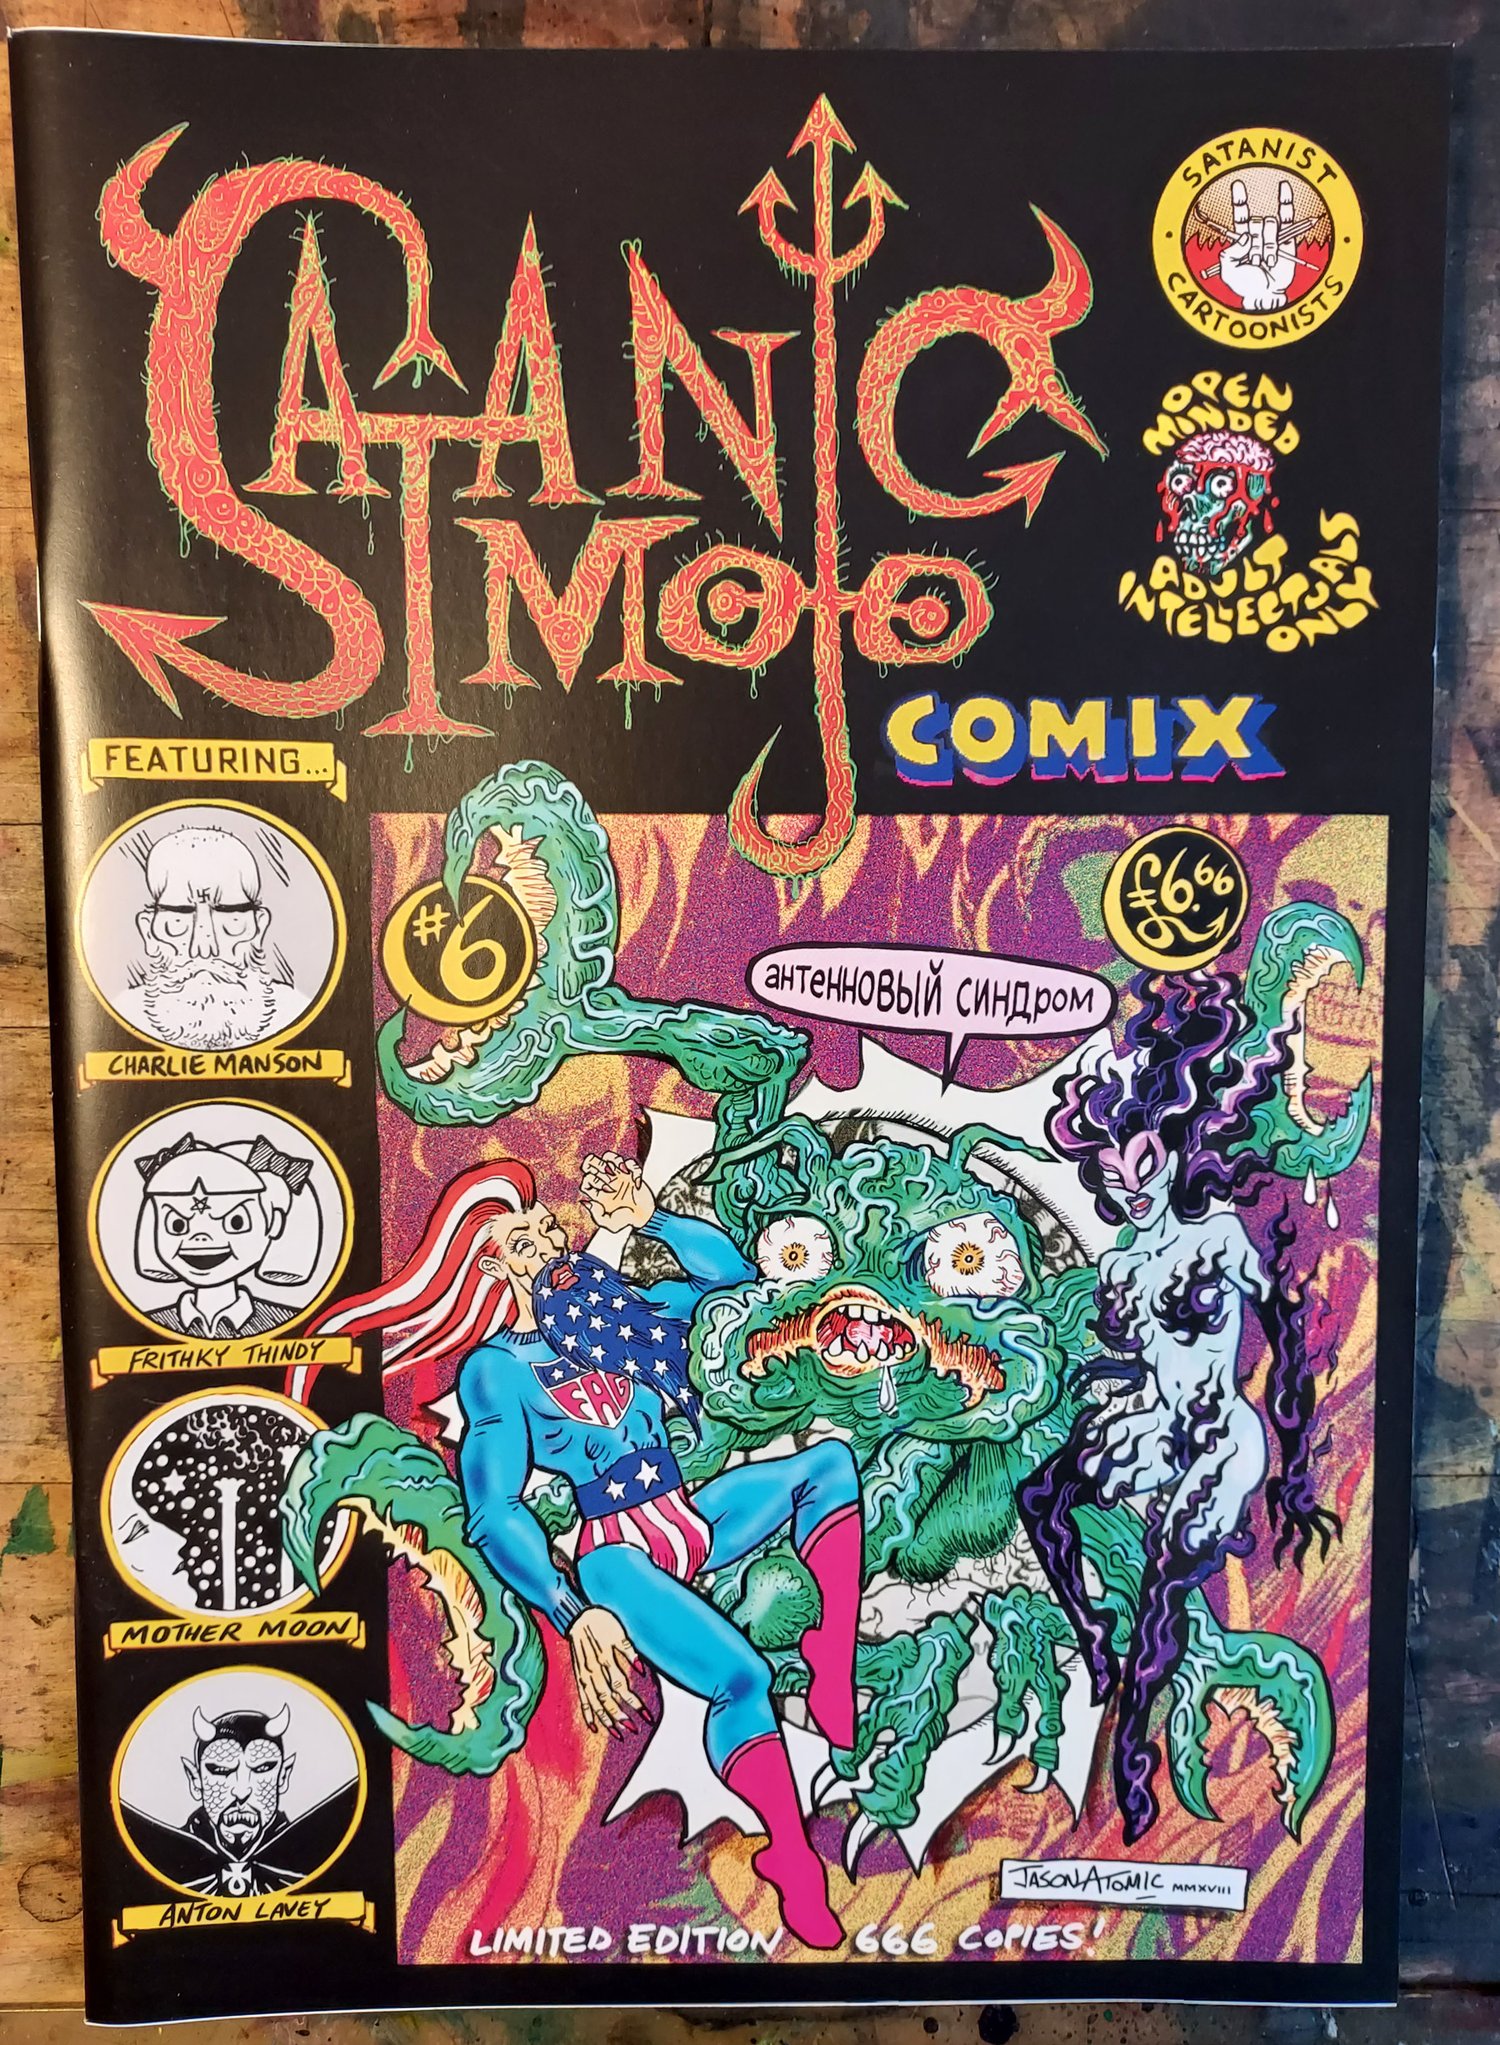 SATANIC
MOJO
COMIX
SATANIST
CARTOONISTS
OPEN
MINDED
ADULT
INTELLECTUALS
ONLY
FEATURING...
CHARLIE MANSON
FRITHKY THINDY
MOTHER MOON
ANTON LAVEY
#6
£6.66
антенновый синдром
FAG
JASON ATOMIC MMXVIII
LIMITED EDITION 666 COPIES!